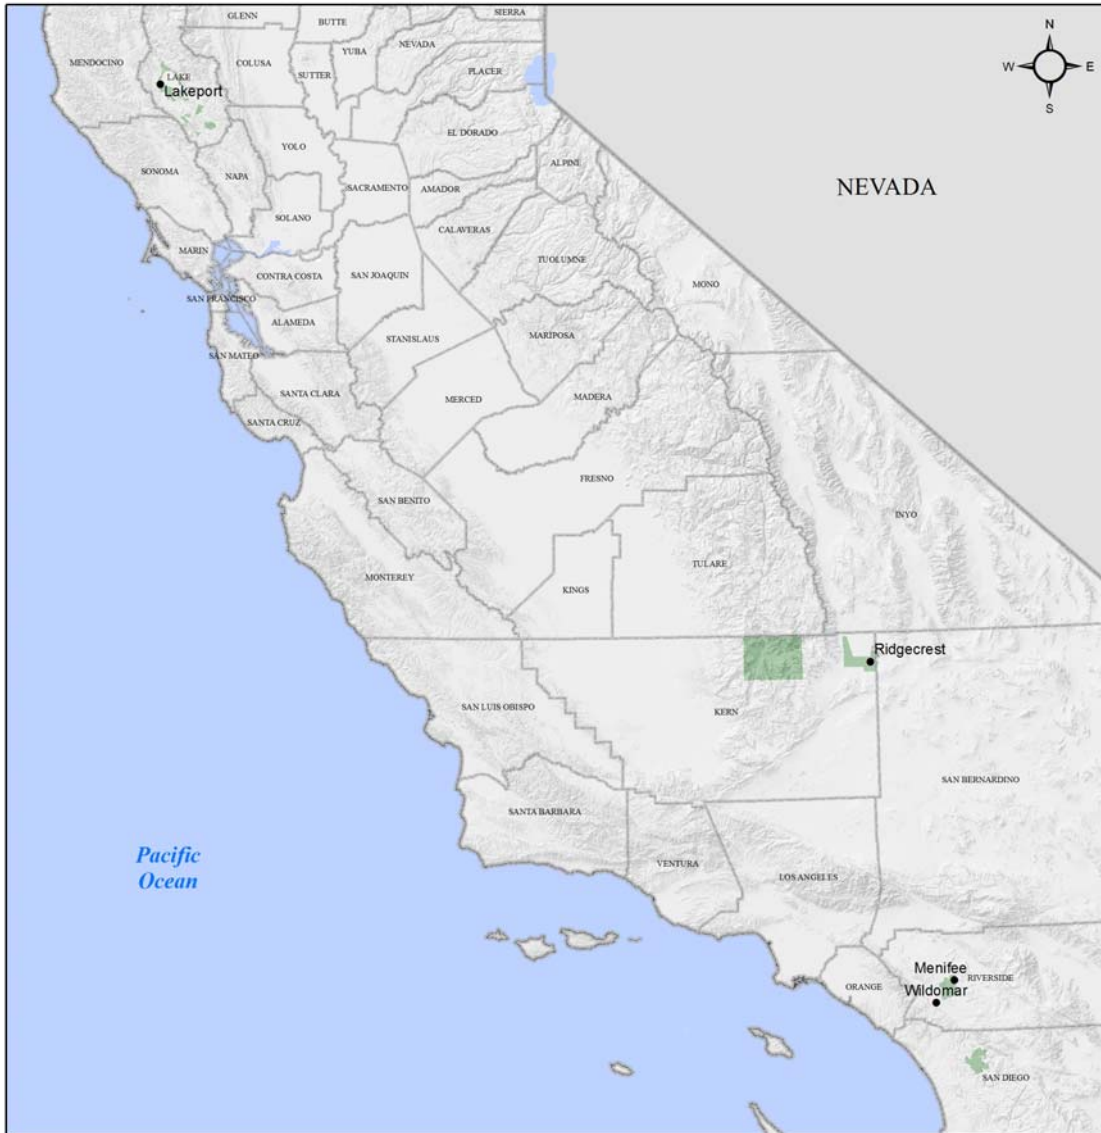 GLENN
BUTTE
SIERRA
NEVADA
YUBA
MENDOCINO
COLUSA
SUTTER
PLACER
LAKE
Lakeport
N
W
E
S
EL DORADO
YOLO
ALPINI
SONOMA
NAPA
SACRAMENTO
AMADOR
NEVADA
SOLANO
CALAVERAS
MARIN
CONTRA COSTA
SAN JOAQUIN
TUOLUMNE
MONO
SAN FRANCISCO
ALAMEDA
STANISLAUS
MARIPOSA
SAN MATEO
SANTA CLARA
MERCED
MADERA
SANTA CRUZ
FRESNO
SAN BENITO
INYO
TULARE
MONTEREY
KINGS
Ridgecrest
SAN LUIS OBISPO
KERN
SAN BERNARDINO
SANTA BARBARA
VENTURA
LOS ANGELES
Pacific
Ocean
Menifee
RIVERSIDE
ORANGE
Wildomar
SAN DIEGO